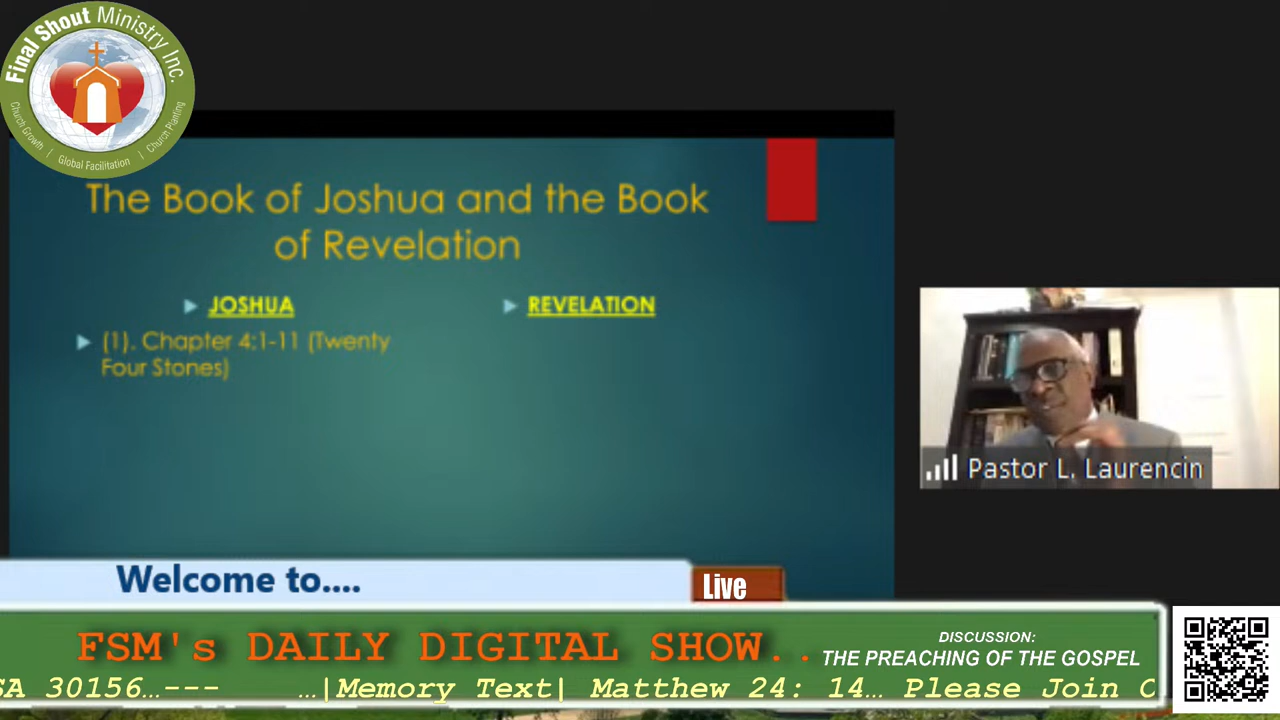 Final Shout Ministry Inc.
Church Growth | Global Facilitation | Church Planting
The Book of Joshua and the Book
of Revelation
JOSHUA
(1). Chapter 4:1-11 (Twenty
Four Stones)
REVELATION
Pastor L. Laurencin
Welcome to....
Live
FSM's DAILY DIGITAL SHOW..
DISCUSSION:
THE PREACHING OF THE GOSPEL
SA 30156…--- …|Memory Text| Matthew 24: 14… Please Join